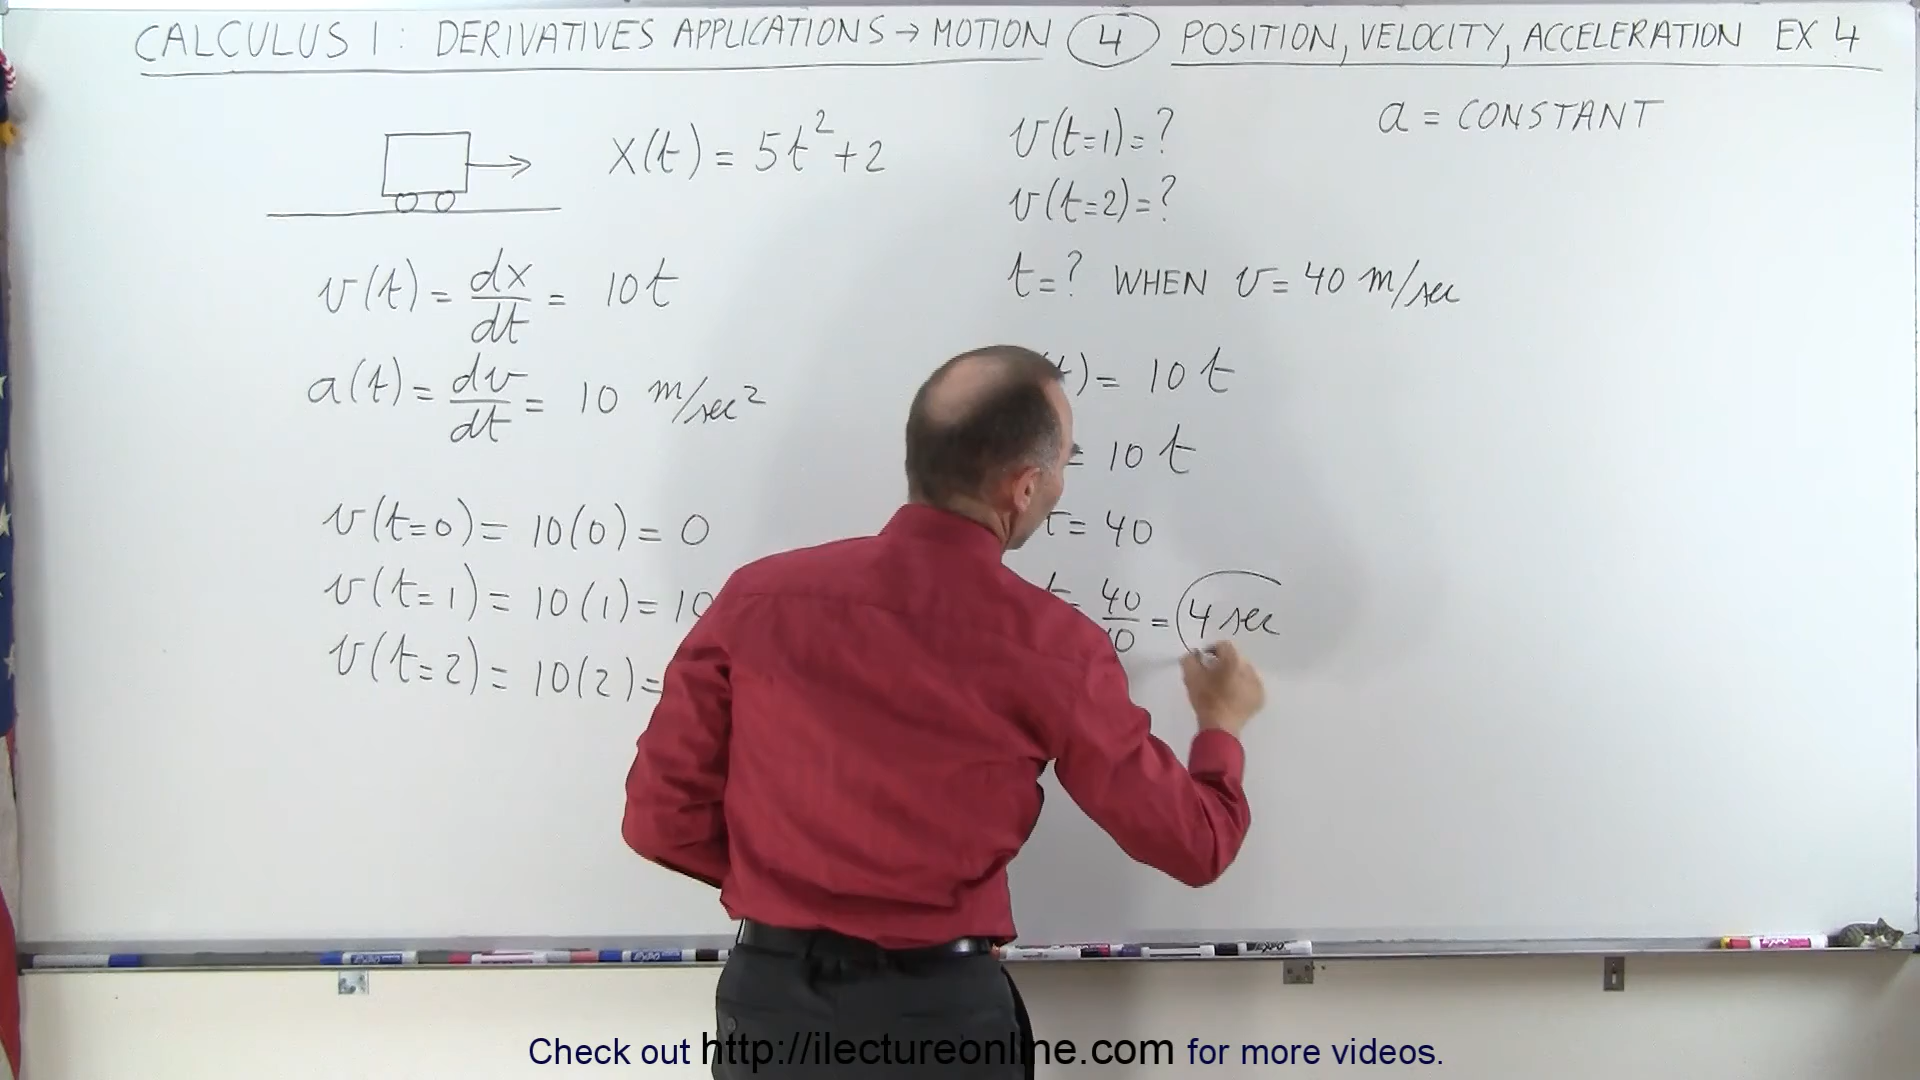 CALCULUS 1: DERIVATIVES APPLICATIONS → MOTION 4 POSITION, VELOCITY, ACCELERATION EX 4
x(t) = 5t²+2
v(t) = dx/dt = 10t
a(t) = dv/dt = 10 m/sec²
v(t=0) = 10(0) = 0
v(t=1) = 10(1) = 10
v(t=2) = 10(2) =
v(t=1)=?
v(t=2)=?
t=? WHEN v = 40 m/sec
a = CONSTANT
t) = 10t
= 10t
t = 40
t = 40/10 = 4 sec
Check out http://ilectureonline.com for more videos.